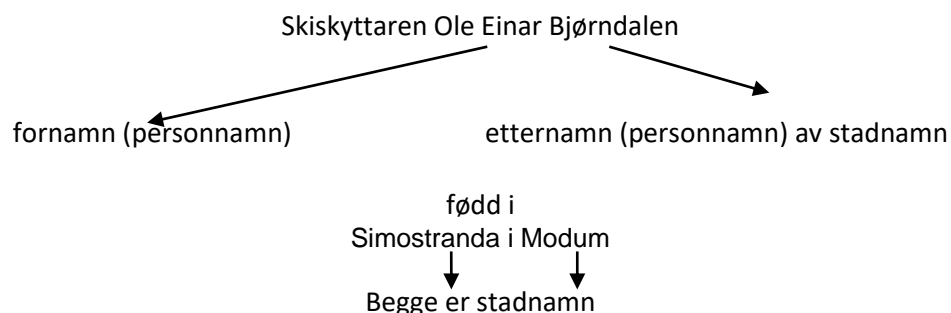 Skiskyttaren Ole Einar Bjørndalen
fornamn (personnamn) etternamn (personnamn) av stadnamn
fødd i
Simostranda i Modum
Begge er stadnamn